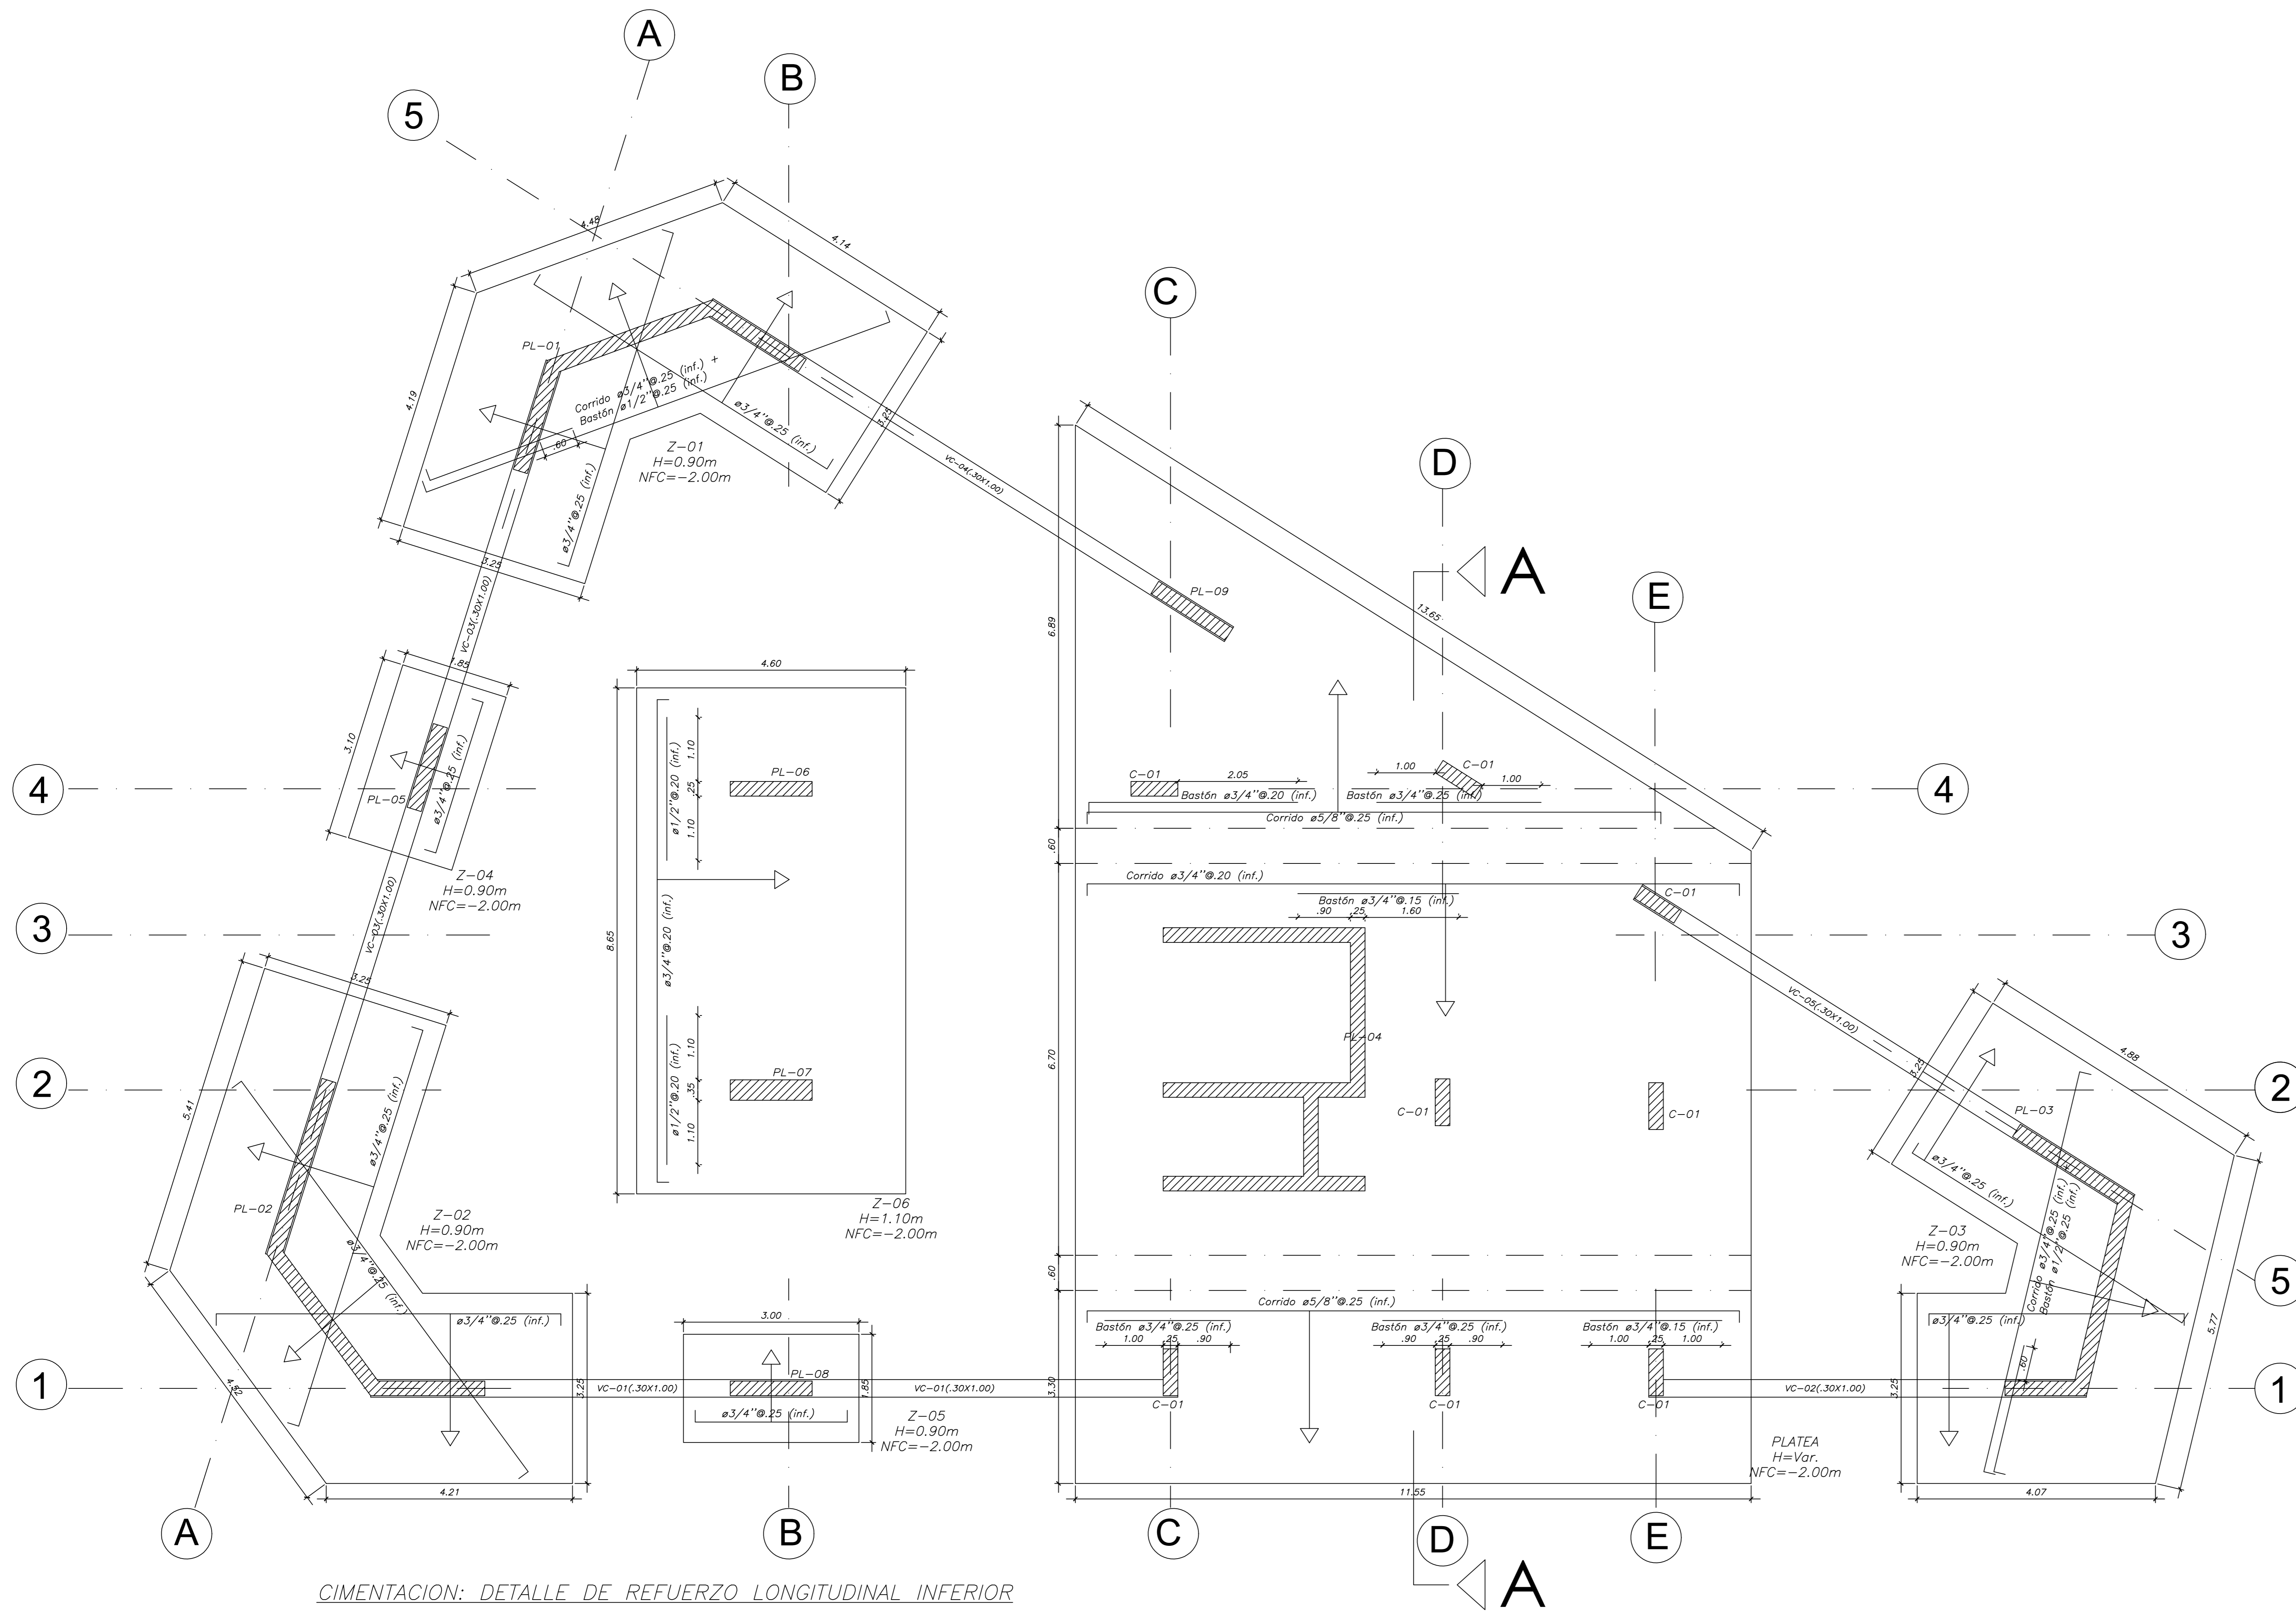 A
B
5
4.48
4.14
C
PL-01
Corrido ø3/4''@.25 (inf.) +
Bastón ø1/2''@.25 (inf.)
.60
ø3/4''@.25 (inf.)
3.25
4.19
Z-01
H=0.90m
NFC=-2.00m
ø3/4''@.25 (inf.)
3.25
VC-04(.30X1.00)
D
A
E
PL-09
13.65
6.89
VC-03(.30X1.00)
1.85
3.10
4.60
PL-05
ø3/4''@.25 (inf.)
Z-04
H=0.90m
NFC=-2.00m
ø1/2''@.20 (inf.)
1.10
.25
1.10
PL-06
C-01
2.05
1.00
C-01
1.00
Bastón ø3/4''@.20 (inf.)
Bastón ø3/4''@.25 (inf.)
Corrido ø5/8''@.25 (inf.)
4
4
.60
Corrido ø3/4''@.20 (inf.)
Bastón ø3/4''@.15 (inf.)
.90
.25
1.60
C-01
3
3
VC-03(.30X1.00)
8.65
ø3/4''@.20 (inf.)
3.25
5.41
ø3/4''@.25 (inf.)
ø1/2''@.20 (inf.)
1.10
.35
1.10
PL-07
6.70
PL-04
C-01
C-01
VC-05(.30X1.00)
3.25
4.88
PL-03
2
2
ø3/4''@.25 (inf.)
PL-02
Z-02
H=0.90m
NFC=-2.00m
ø3/4''@.25 (inf.)
Z-06
H=1.10m
NFC=-2.00m
Z-03
H=0.90m
NFC=-2.00m
Corrido ø3/4''@.25 (inf.) +
Bastón ø1/2''@.25 (inf.)
5
.60
Corrido ø5/8''@.25 (inf.)
ø3/4''@.25 (inf.)
3.00
Bastón ø3/4''@.25 (inf.)
1.00
.25
.90
Bastón ø3/4''@.25 (inf.)
.90
.25
.90
Bastón ø3/4''@.15 (inf.)
1.00
.25
1.00
ø3/4''@.25 (inf.)
5.77
1
4.52
3.25
VC-01(.30X1.00)
PL-08
1.85
VC-01(.30X1.00)
3.30
VC-02(.30X1.00)
3.25
.60
1
ø3/4''@.25 (inf.)
C-01
C-01
C-01
Z-05
H=0.90m
NFC=-2.00m
PLATEA
H=Var.
NFC=-2.00m
4.21
11.55
4.07
A
B
C
D
E
A
CIMENTACION: DETALLE DE REFUERZO LONGITUDINAL INFERIOR